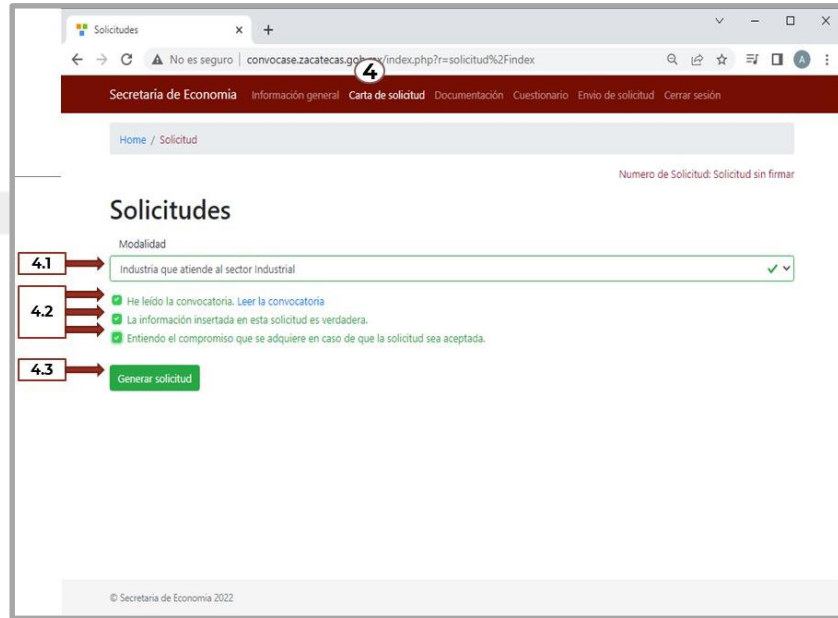 Solicitudes
No es seguro | convocase.zacatecas.gob.mx/index.php?r=solicitud%2Findex
A
4
Secretaria de Economia Información general Carta de solicitud Documentación Cuestionario Envio de solicitud Cerrar sesión
Home / Solicitud
Numero de Solicitud: Solicitud sin firmar
Solicitudes
Modalidad
4.1
Industria que atiende al sector Industrial
4.2
He leído la convocatoria. Leer la convocatoria
La información insertada en esta solicitud es verdadera.
Entiendo el compromiso que se adquiere en caso de que la solicitud sea aceptada.
4.3
Generar solicitud
© Secretaria de Economia 2022